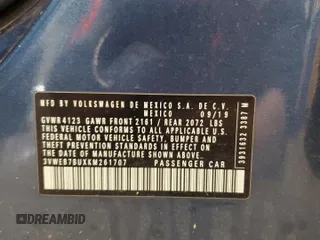 MFD BY VOLKSWAGEN DE MEXICO S.A. DE C.V.
MEXICO 09/19
GVWR 4123 GAWR FRONT 2161 / REAR 2072 LBS
THIS VEHICLE CONFORMS TO ALL APPLICABLE U.S.
FEDERAL MOTOR VEHICLE SAFETY, BUMPER AND
THEFT PREVENTION STANDARDS IN EFFECT ON THE
DATE OF MANUFACTURE SHOWN ABOVE.
PASSENGER CAR
3931632 3387 M
DREAMBID